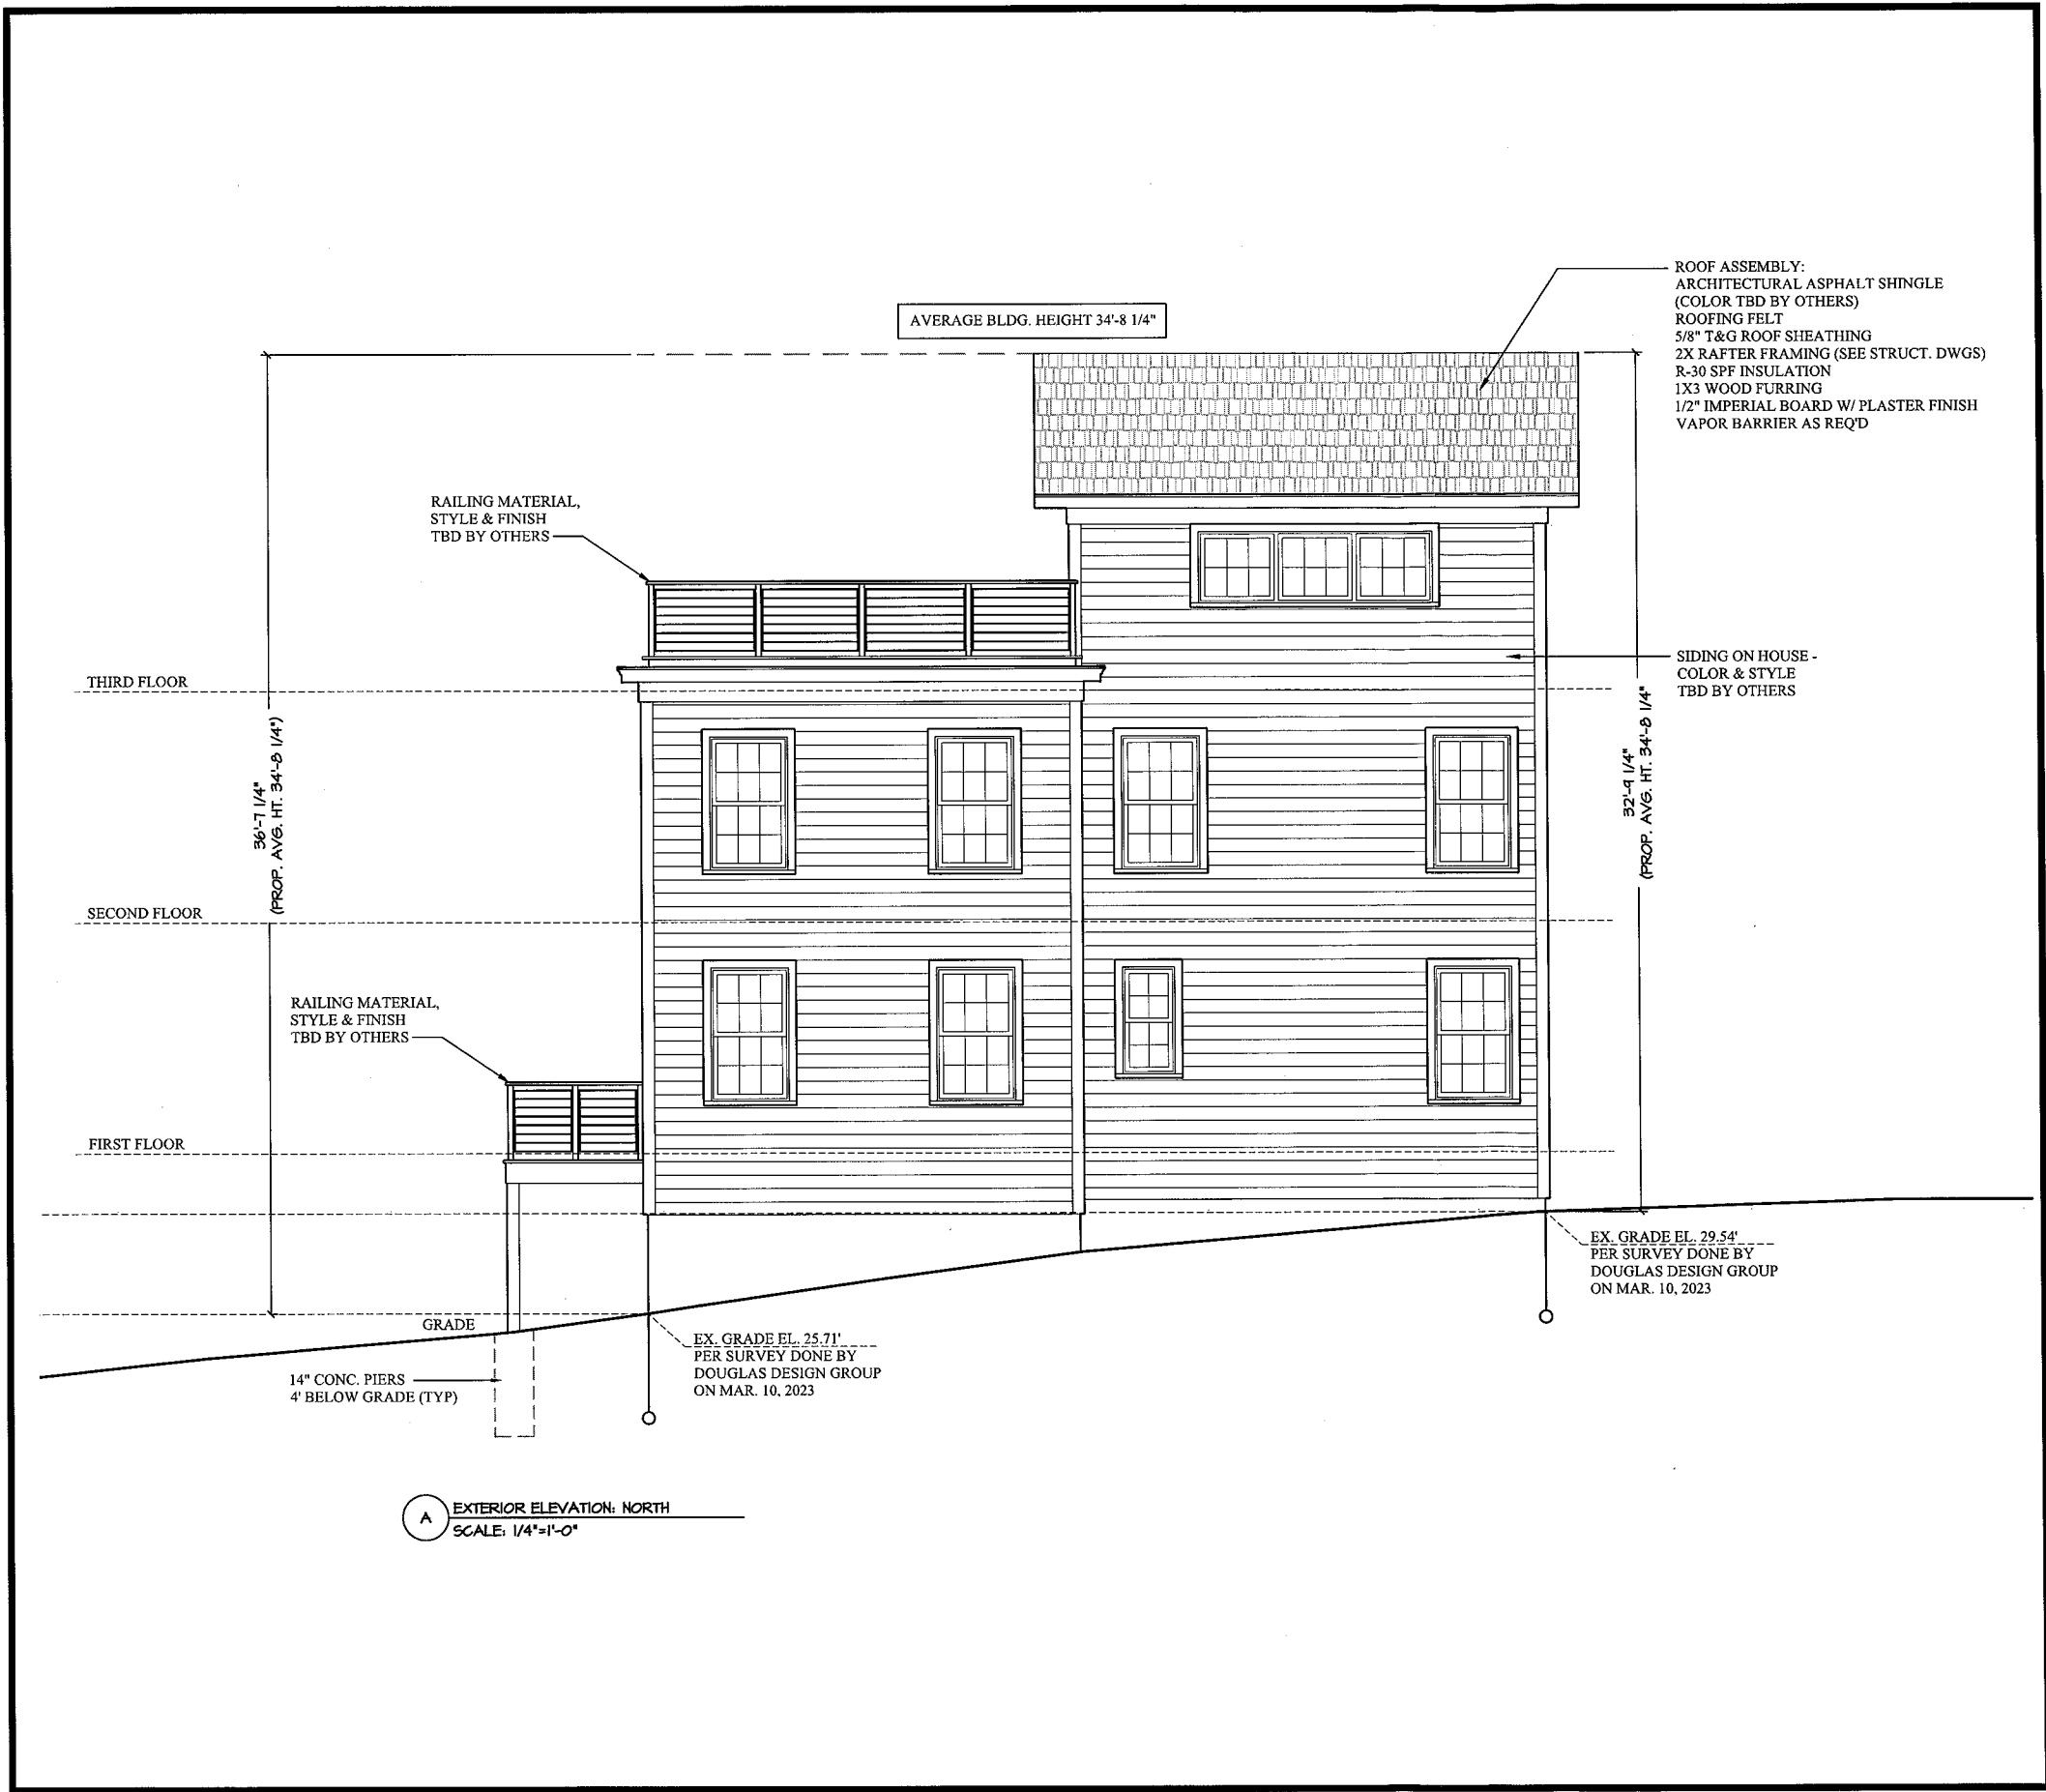 AVERAGE BLDG. HEIGHT 34'-8 1/4"
ROOF ASSEMBLY:
ARCHITECTURAL ASPHALT SHINGLE
(COLOR TBD BY OTHERS)
ROOFING FELT
5/8" T&G ROOF SHEATHING
2X RAFTER FRAMING (SEE STRUCT. DWGS)
R-30 SPF INSULATION
1X3 WOOD FURRING
1/2" IMPERIAL BOARD W/ PLASTER FINISH
VAPOR BARRIER AS REQ'D
RAILING MATERIAL,
STYLE & FINISH
TBD BY OTHERS
SIDING ON HOUSE -
COLOR & STYLE
TBD BY OTHERS
THIRD FLOOR
36'-7 1/4"
(PROP. AVG. HT. 34'-8 1/4")
32'-9 1/4"
(PROP. AVG. HT. 34'-8 1/4"
SECOND FLOOR
RAILING MATERIAL,
STYLE & FINISH
TBD BY OTHERS
FIRST FLOOR
EX. GRADE EL. 29.54'
PER SURVEY DONE BY
DOUGLAS DESIGN GROUP
ON MAR. 10, 2023
GRADE
EX. GRADE EL. 25.71'
PER SURVEY DONE BY
DOUGLAS DESIGN GROUP
ON MAR. 10, 2023
14" CONC. PIERS
4' BELOW GRADE (TYP)
A
EXTERIOR ELEVATION: NORTH
SCALE: 1/4"=1'-0"